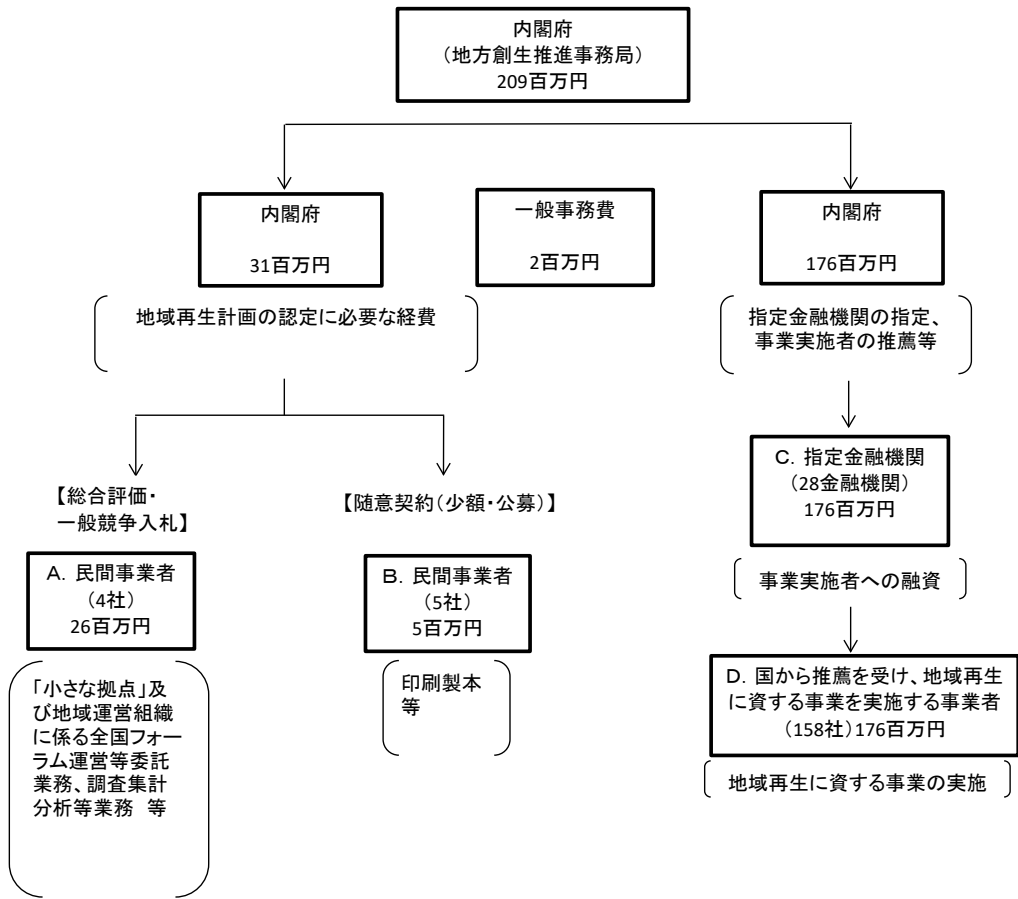 内閣府
(地方創生推進事務局)
209百万円
内閣府
31百万円
一般事務費
2百万円
内閣府
176百万円
地域再生計画の認定に必要な経費
指定金融機関の指定、
事業実施者の推薦等
【総合評価・
一般競争入札】
A. 民間事業者
(4社)
26百万円
「小さな拠点」及
び地域運営組織
に係る全国フォー
ラム運営等委託
業務、調査集計
分析等業務 等
【随意契約(少額・公募)】
B. 民間事業者
(5社)
5百万円
印刷製本
等
C. 指定金融機関
(28金融機関)
176百万円
事業実施者への融資
D. 国から推薦を受け、地域再生
に資する事業を実施する事業者
(158社)176百万円
地域再生に資する事業の実施